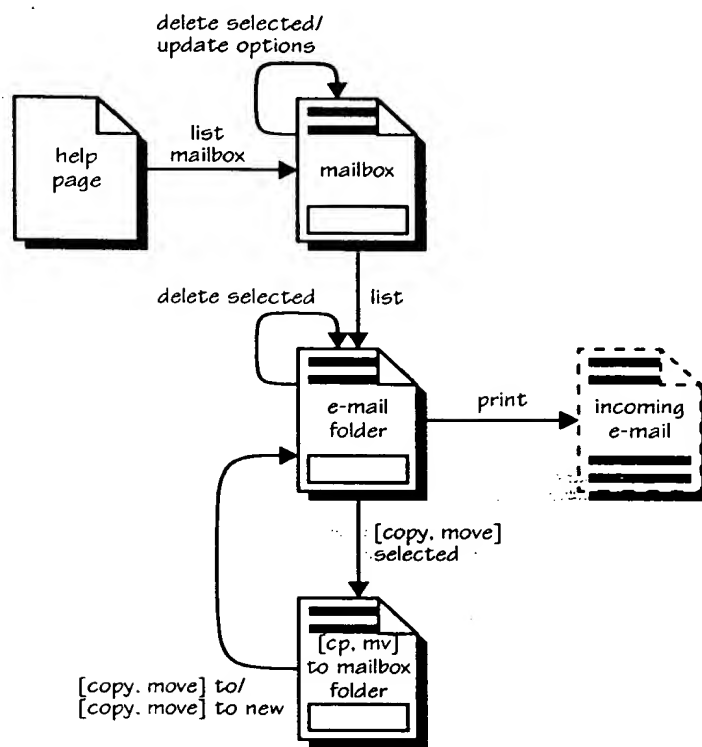 delete selected/
update options
help
page
list
mailbox
mailbox
delete selected
list
e-mail
folder
print
incoming
e-mail
[copy, move]
selected
[cp, mv]
to mailbox
folder
[copy. move] to/
[copy. move] to new